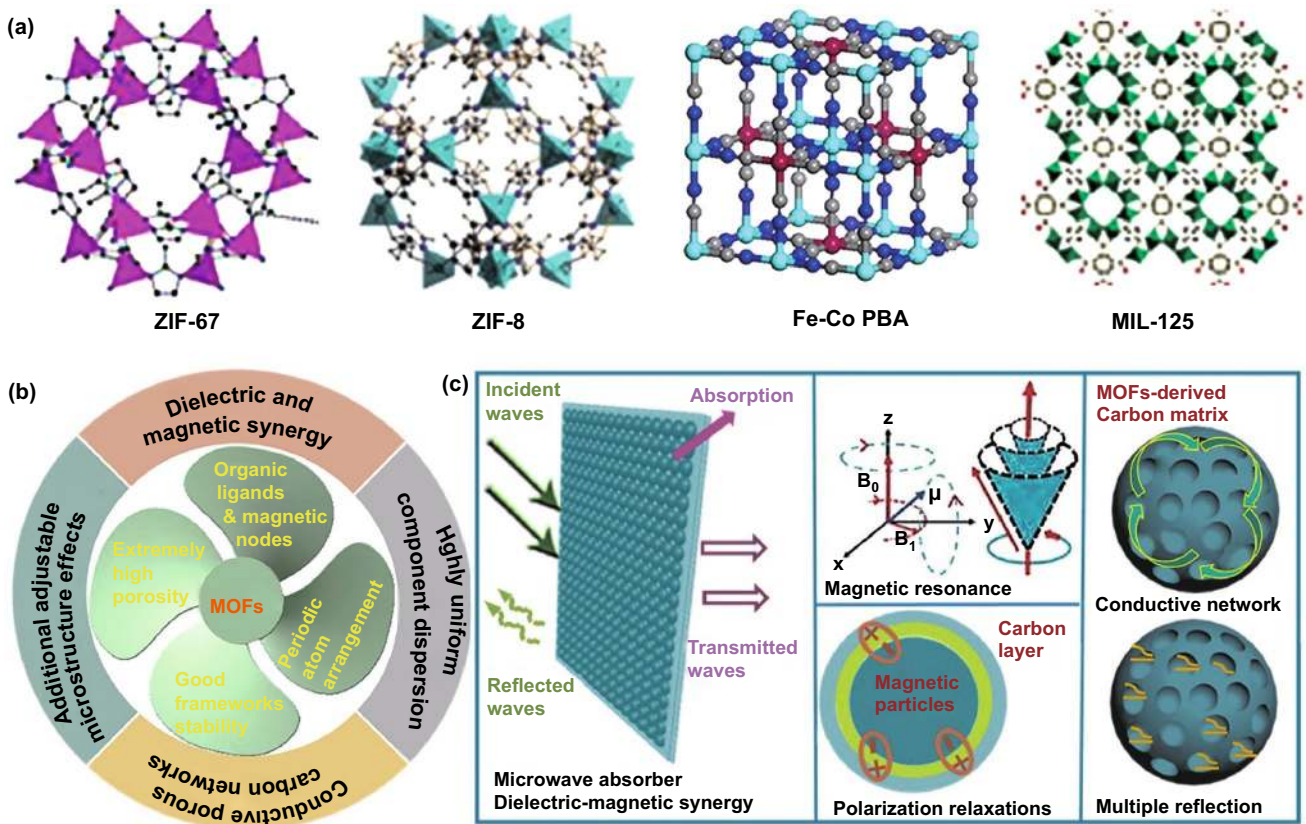 (a)
ZIF-67
ZIF-8
Fe-Co PBA
MIL-125
(b)
Dielectric and
magnetic synergy
Hghly uniform
component dispersion
Conductive porous
carbon networks
Additional adjustable
microstructure effects
Organic
ligands
& magnetic
nodes
Extremely
high
porosity
MOFs
Periodic
atom
arrangement
Good
frameworks
stability
(c)
Incident
waves
Absorption
Transmitted
waves
Reflected
waves
Microwave absorber
Dielectric-magnetic synergy
z
B0
μ
y
B1
x
Magnetic resonance
Carbon
layer
Magnetic
particles
+
-
+
-
+
-
Polarization relaxations
MOFs-derived
Carbon matrix
Conductive network
Multiple reflection